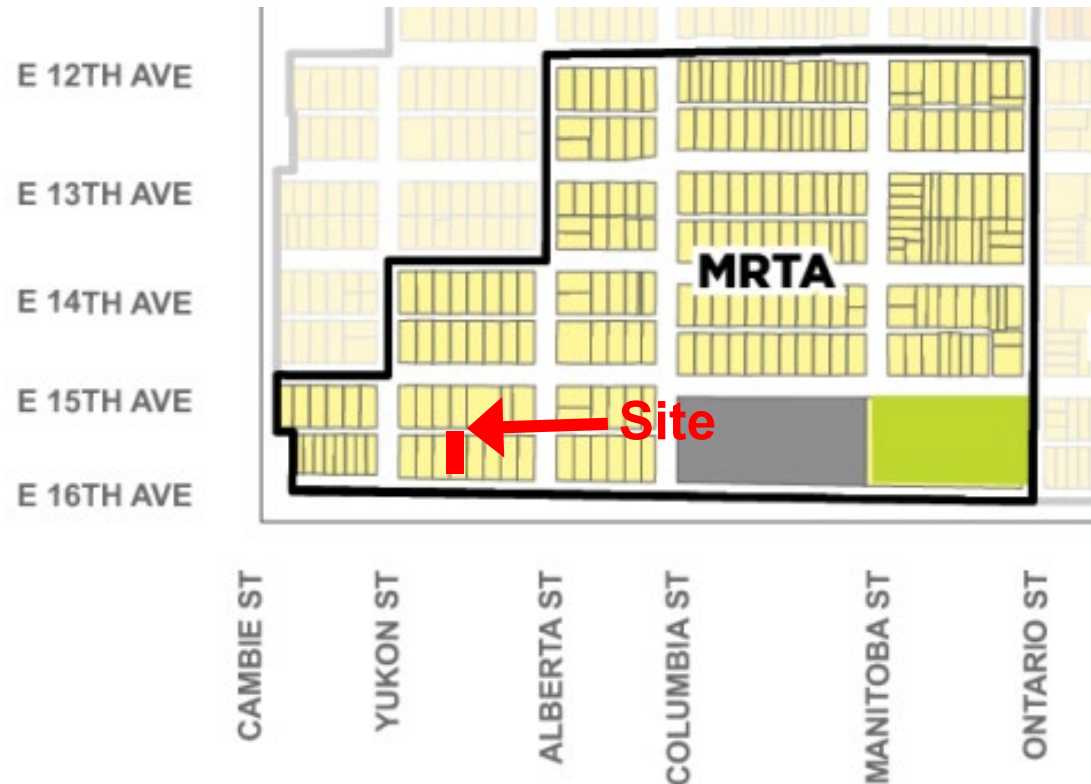 E 12TH AVE
E 13TH AVE
MRTA
E 14TH AVE
E 15TH AVE
Site
E 16TH AVE
CAMBIE ST
YUKON ST
ALBERTA ST
COLUMBIA ST
MANITOBA ST
ONTARIO ST